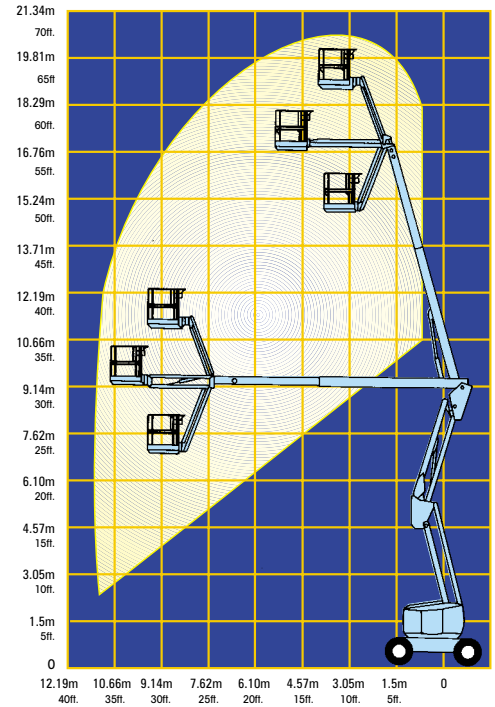 21.34m
70ft.
19.81m
65ft
18.29m
60ft.
16.76m
55ft.
15.24m
50ft.
13.71m
45ft.
12.19m
40ft.
10.66m
35ft.
9.14m
30ft.
7.62m
25ft.
6.10m
20ft.
4.57m
15ft.
3.05m
10ft.
1.5m
5ft.
0
12.19m 10.66m 9.14m 7.62m 6.10m 4.57m 3.05m 1.5m 0
40ft. 35ft. 30ft. 25ft. 20ft. 15ft. 10ft. 5ft.